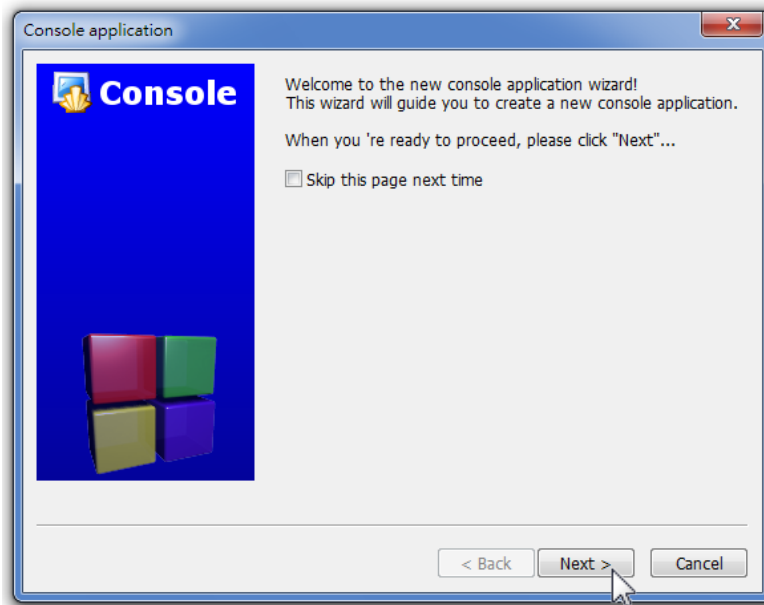 Console application
Console
Welcome to the new console application wizard!
This wizard will guide you to create a new console application.
When you 're ready to proceed, please click "Next"...
Skip this page next time
< Back
Next >
Cancel